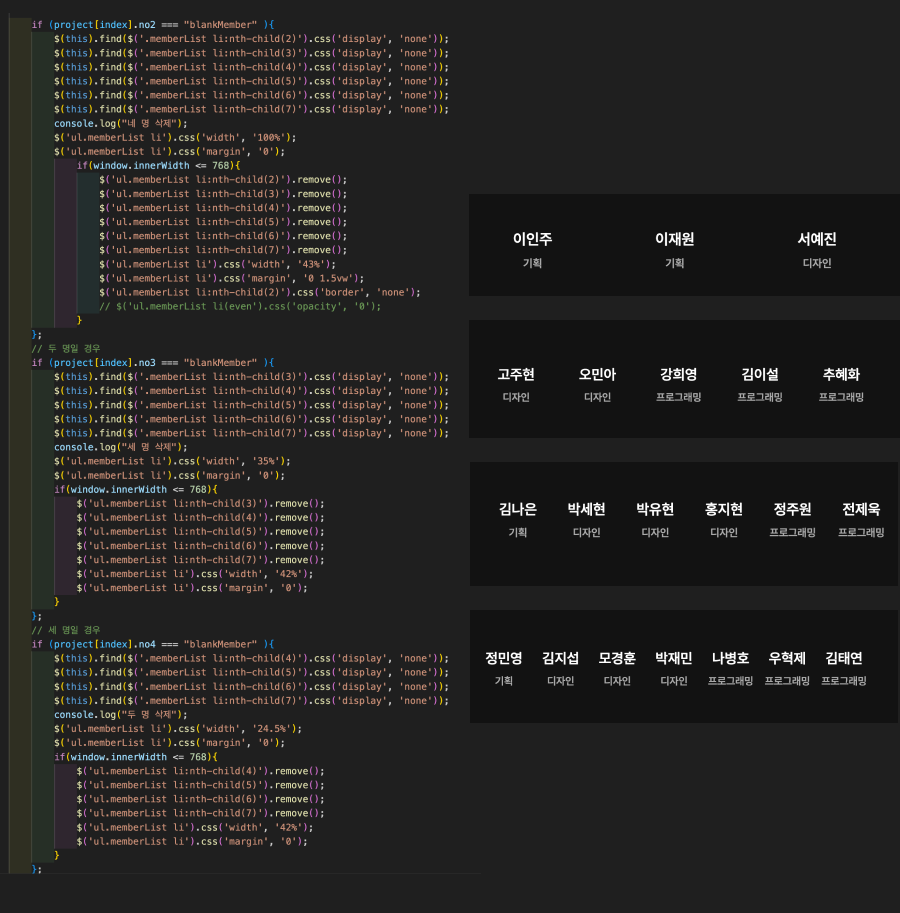 if (project[index].no2 === "blankMember" ){
$(this).find($('.memberList li:nth-child(2)').css('display', 'none'));
$(this).find($('.memberList li:nth-child(3)').css('display', 'none'));
$(this).find($('.memberList li:nth-child(4)').css('display', 'none'));
$(this).find($('.memberList li:nth-child(5)').css('display', 'none'));
$(this).find($('.memberList li:nth-child(6)').css('display', 'none'));
$(this).find($('.memberList li:nth-child(7)').css('display', 'none'));
console.log("네 명 삭제");
$('ul.memberList li').css('width', '100%');
$('ul.memberList li').css('margin', '0');
if(window.innerWidth <= 768){
$('ul.memberList li:nth-child(2)').remove();
$('ul.memberList li:nth-child(3)').remove();
$('ul.memberList li:nth-child(4)').remove();
$('ul.memberList li:nth-child(5)').remove();
$('ul.memberList li:nth-child(6)').remove();
$('ul.memberList li:nth-child(7)').remove();
$('ul.memberList li').css('width', '43%');
$('ul.memberList li').css('margin', '0 1.5vw');
$('ul.memberList li:nth-child(2)').css('border', 'none');
// $('ul.memberList li(even').css('opacity', '0');
}
};
// 두 명일 경우
if (project[index].no3 === "blankMember" ){
$(this).find($('.memberList li:nth-child(3)').css('display', 'none'));
$(this).find($('.memberList li:nth-child(4)').css('display', 'none'));
$(this).find($('.memberList li:nth-child(5)').css('display', 'none'));
$(this).find($('.memberList li:nth-child(6)').css('display', 'none'));
$(this).find($('.memberList li:nth-child(7)').css('display', 'none'));
console.log("세 명 삭제");
$('ul.memberList li').css('width', '35%');
$('ul.memberList li').css('margin', '0');
if(window.innerWidth <= 768){
$('ul.memberList li:nth-child(3)').remove();
$('ul.memberList li:nth-child(4)').remove();
$('ul.memberList li:nth-child(5)').remove();
$('ul.memberList li:nth-child(6)').remove();
$('ul.memberList li:nth-child(7)').remove();
$('ul.memberList li').css('width', '42%');
$('ul.memberList li').css('margin', '0');
}
};
// 세 명일 경우
if (project[index].no4 === "blankMember" ){
$(this).find($('.memberList li:nth-child(4)').css('display', 'none'));
$(this).find($('.memberList li:nth-child(5)').css('display', 'none'));
$(this).find($('.memberList li:nth-child(6)').css('display', 'none'));
$(this).find($('.memberList li:nth-child(7)').css('display', 'none'));
console.log("두 명 삭제");
$('ul.memberList li').css('width', '24.5%');
$('ul.memberList li').css('margin', '0');
if(window.innerWidth <= 768){
$('ul.memberList li:nth-child(4)').remove();
$('ul.memberList li:nth-child(5)').remove();
$('ul.memberList li:nth-child(6)').remove();
$('ul.memberList li:nth-child(7)').remove();
$('ul.memberList li').css('width', '42%');
$('ul.memberList li').css('margin', '0');
}
};
이인주 이재원 서예진
기획 기획 디자인
고주현 오민아 강희영 김이설 추혜화
디자인 디자인 프로그래밍 프로그래밍 프로그래밍
김나은 박세현 박유현 홍지현 정주원 전제욱
기획 디자인 디자인 디자인 프로그래밍 프로그래밍
정민영 김지섭 모경훈 박재민 나병호 우혁제 김태연
기획 디자인 디자인 디자인 프로그래밍 프로그래밍 프로그래밍